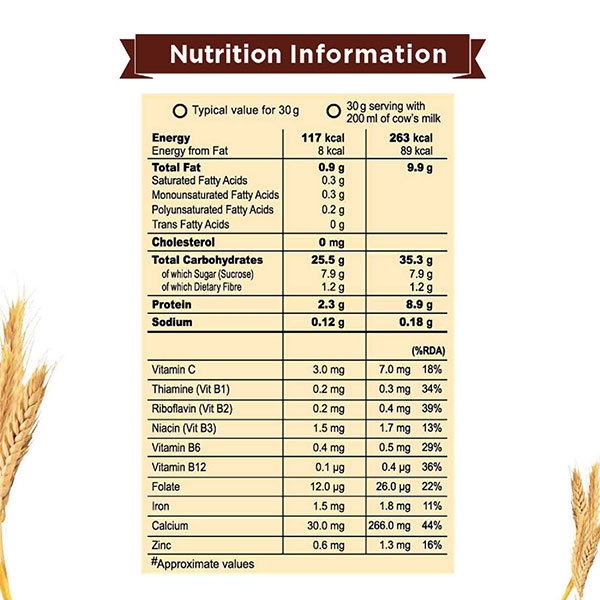 Nutrition Information
Typical value for 30 g 30 g serving with
200 ml of cow's milk
Energy 117 kcal 263 kcal
Energy from Fat 8 kcal 89 kcal
Total Fat 0.9 g 9.9 g
Saturated Fatty Acids 0.3 g
Monounsaturated Fatty Acids 0.3 g
Polyunsaturated Fatty Acids 0.2 g
Trans Fatty Acids 0 g
Cholesterol 0 mg
Total Carbohydrates 25.5 g 35.3 g
of which Sugar (Sucrose) 7.9 g 7.9 g
of which Dietary Fibre 1.2 g 1.2 g
Protein 2.3 g 8.9 g
Sodium 0.12 g 0.18 g
(%RDA)
Vitamin C 3.0 mg 7.0 mg 18%
Thiamine (Vit B1) 0.2 mg 0.3 mg 34%
Riboflavin (Vit B2) 0.2 mg 0.4 mg 39%
Niacin (Vit B3) 1.5 mg 1.7 mg 13%
Vitamin B6 0.4 mg 0.5 mg 29%
Vitamin B12 0.1 µg 0.4 µg 36%
Folate 12.0 µg 26.0 µg 22%
Iron 1.5 mg 1.8 mg 11%
Calcium 30.0 mg 266.0 mg 44%
Zinc 0.6 mg 1.3 mg 16%
#Approximate values